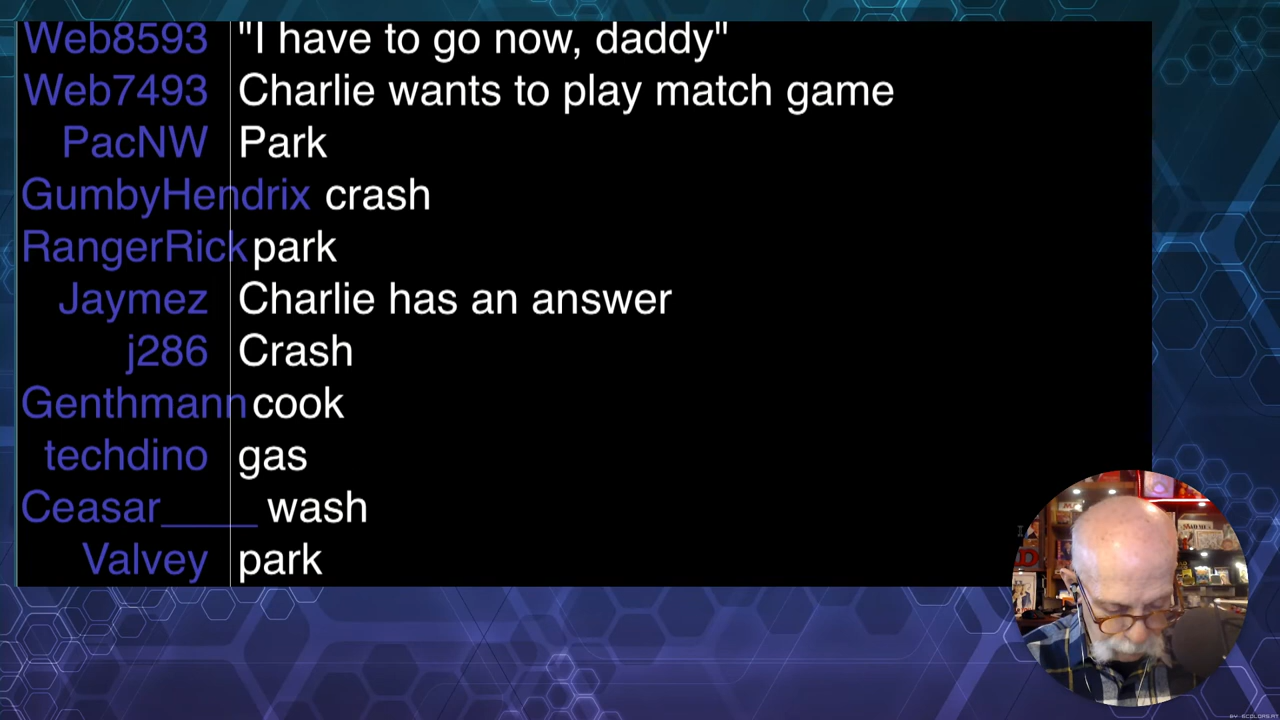 Web8593 "I have to go now, daddy"
Web7493 Charlie wants to play match game
PacNW Park
GumbyHendrix crash
RangerRick park
Jaymez Charlie has an answer
j286 Crash
Genthmann cook
techdino gas
Ceasar____ wash
Valvey park